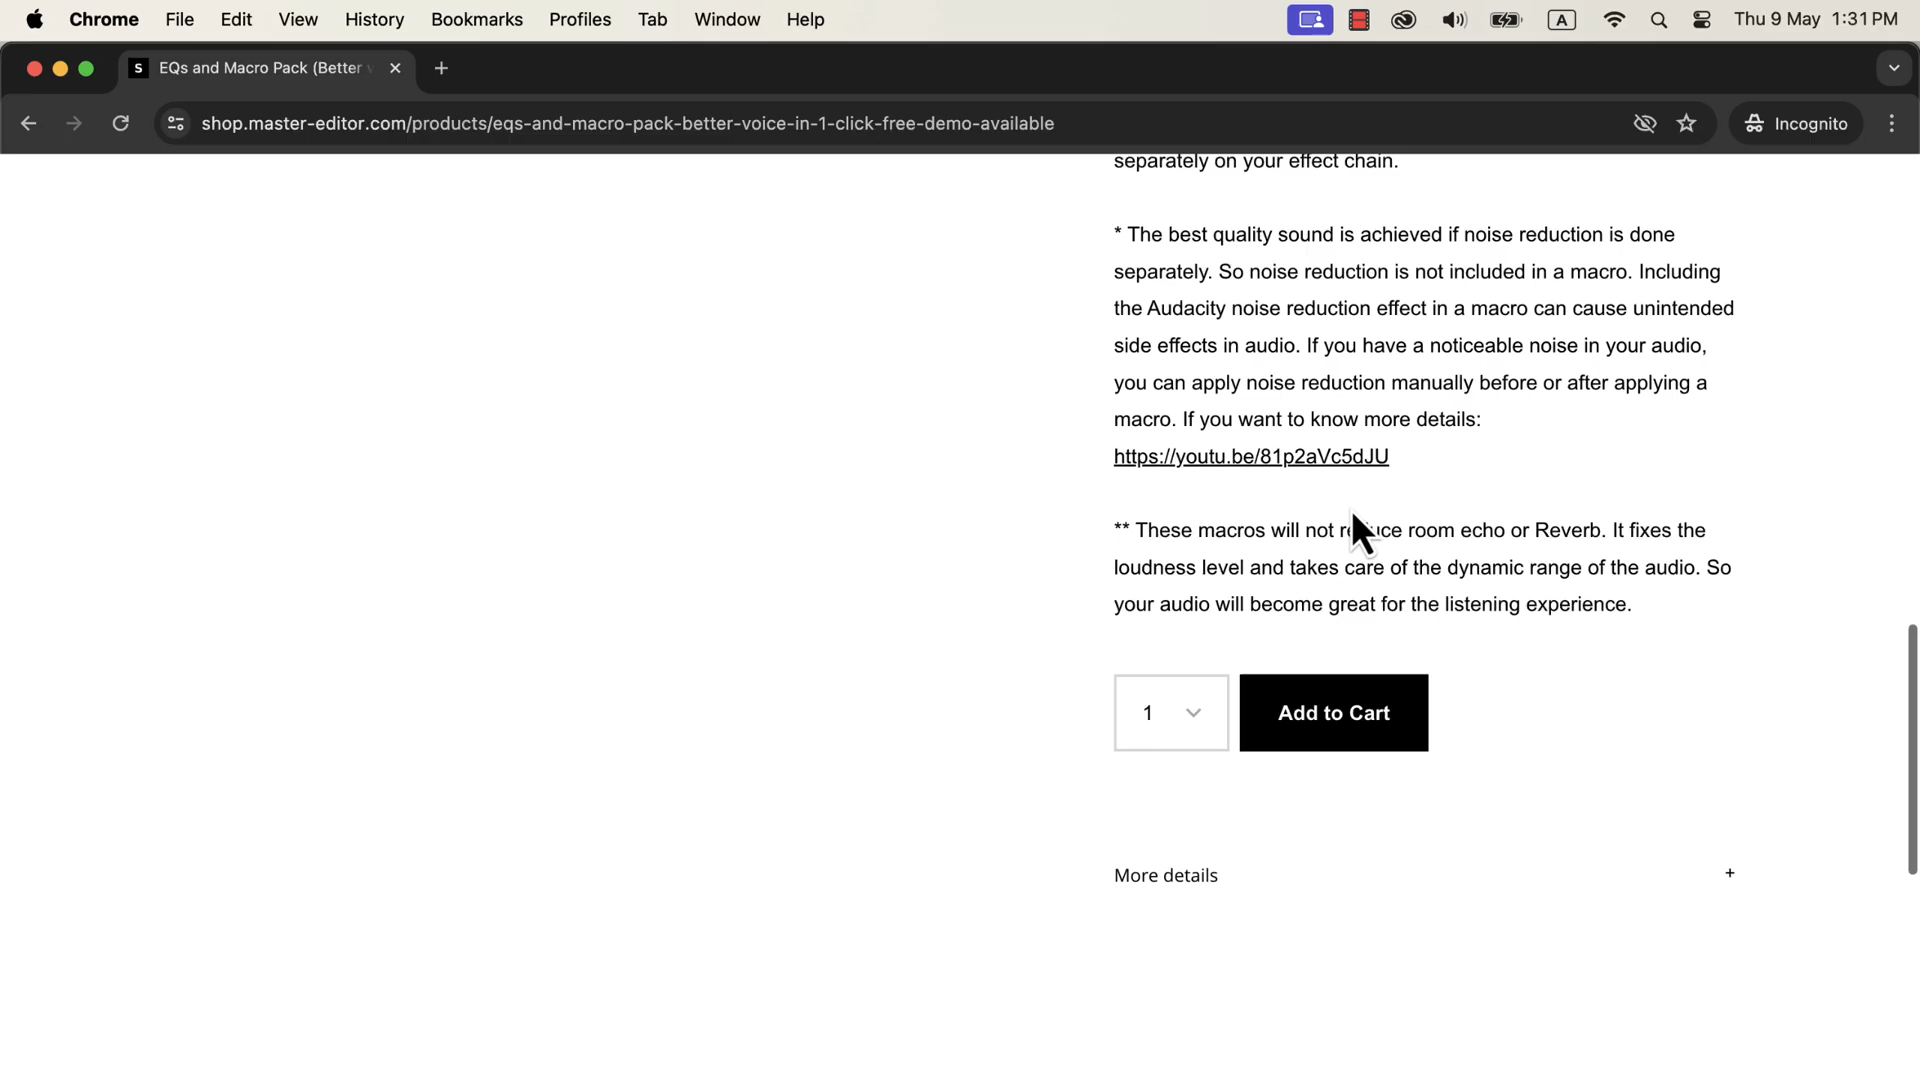 Chrome File Edit View History Bookmarks Profiles Tab Window Help A Thu 9 May 1:31 PM
S EQs and Macro Pack (Better
shop.master-editor.com/products/eqs-and-macro-pack-better-voice-in-1-click-free-demo-available Incognito
separately on your effect chain.
* The best quality sound is achieved if noise reduction is done
separately. So noise reduction is not included in a macro. Including
the Audacity noise reduction effect in a macro can cause unintended
side effects in audio. If you have a noticeable noise in your audio,
you can apply noise reduction manually before or after applying a
macro. If you want to know more details:
https://youtu.be/81p2aVc5dJU
** These macros will not reduce room echo or Reverb. It fixes the
loudness level and takes care of the dynamic range of the audio. So
your audio will become great for the listening experience.
1 Add to Cart
More details +